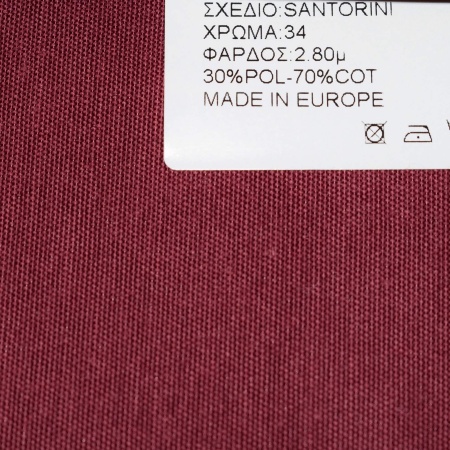 ΣΧΕΔΙΟ:SANTORINI
ΧΡΩΜΑ:34
ΦΑΡΔΟΣ:2.80μ
30%POL-70%COT
MADE IN EUROPE